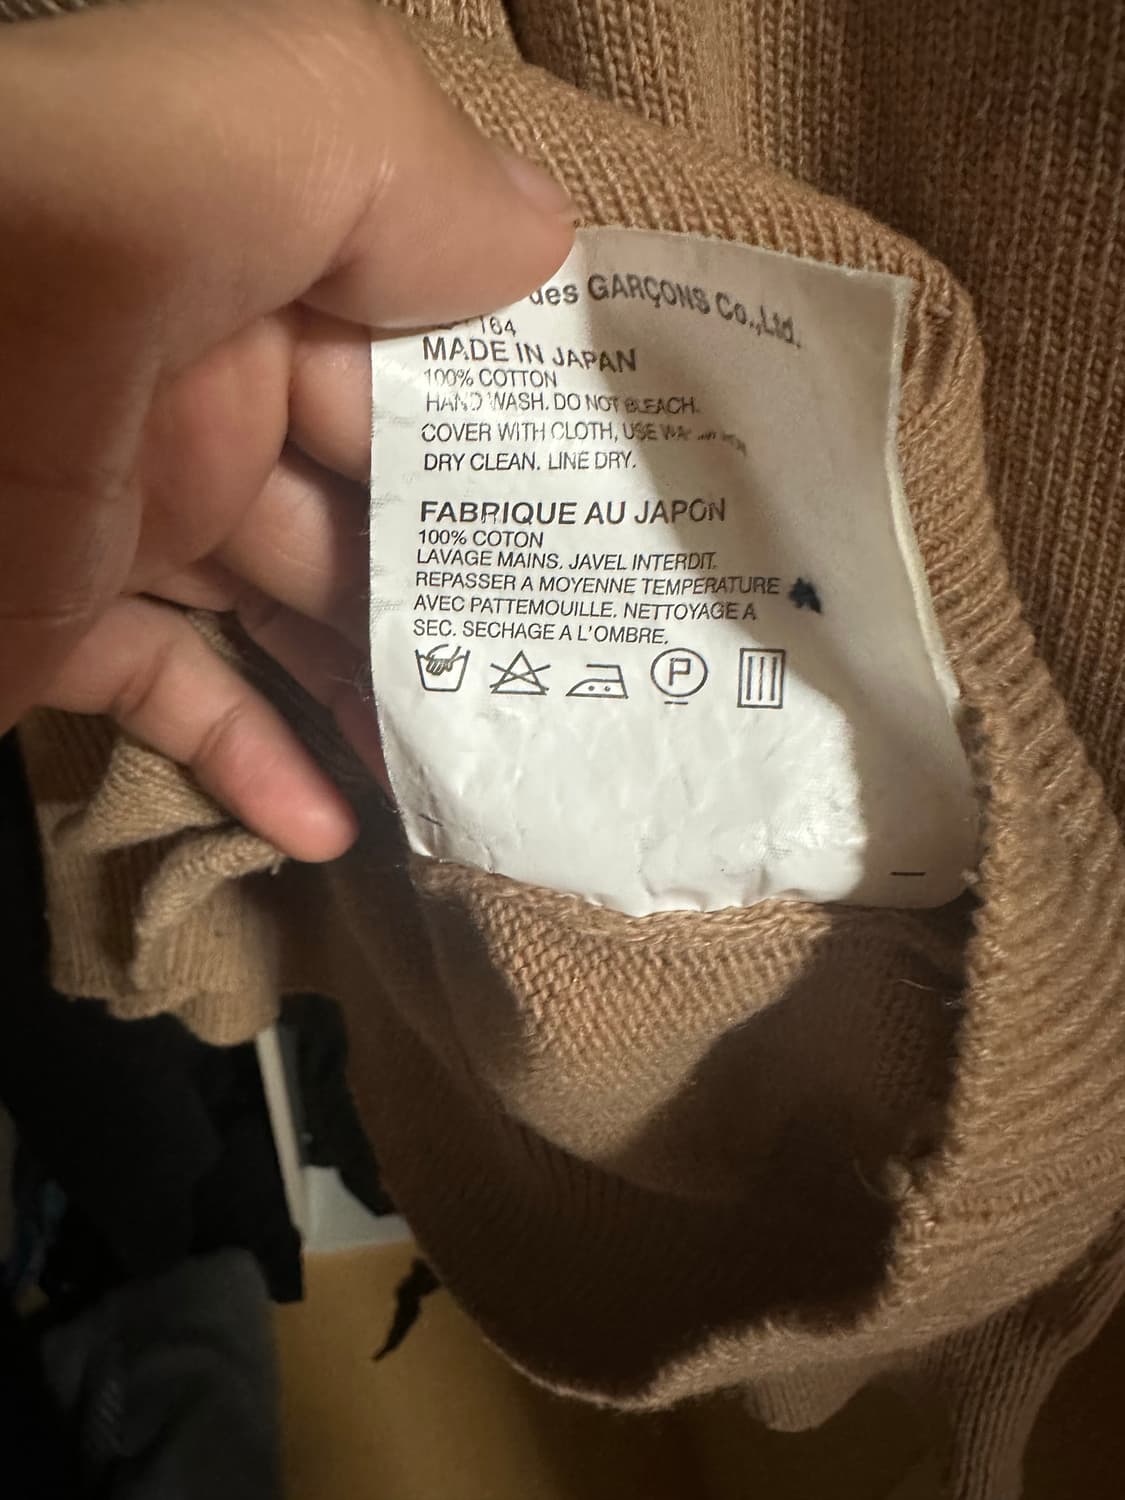 des GARÇONS Co.,Ltd.
164
MADE IN JAPAN
100% COTTON
HAND WASH. DO NOT BLEACH.
COVER WITH CLOTH, USE
DRY CLEAN. LINE DRY.
FABRIQUE AU JAPON
100% COTON
LAVAGE MAINS. JAVEL INTERDIT.
REPASSER A MOYENNE TEMPERATURE
AVEC PATTEMOUILLE. NETTOYAGE A
SEC. SECHAGE A L'OMBRE.
P